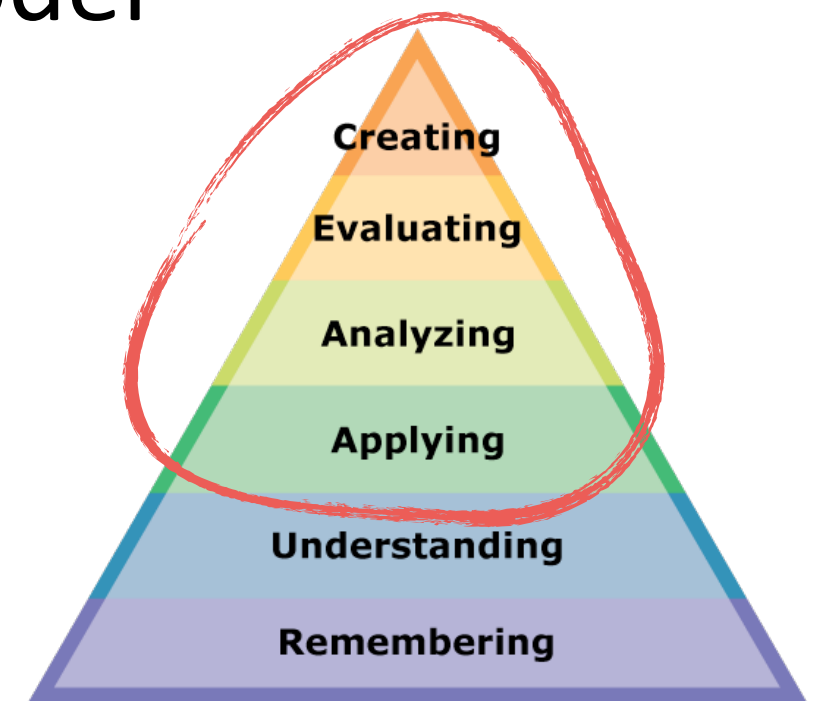 Creating
Evaluating
Analyzing
Applying
Understanding
Remembering